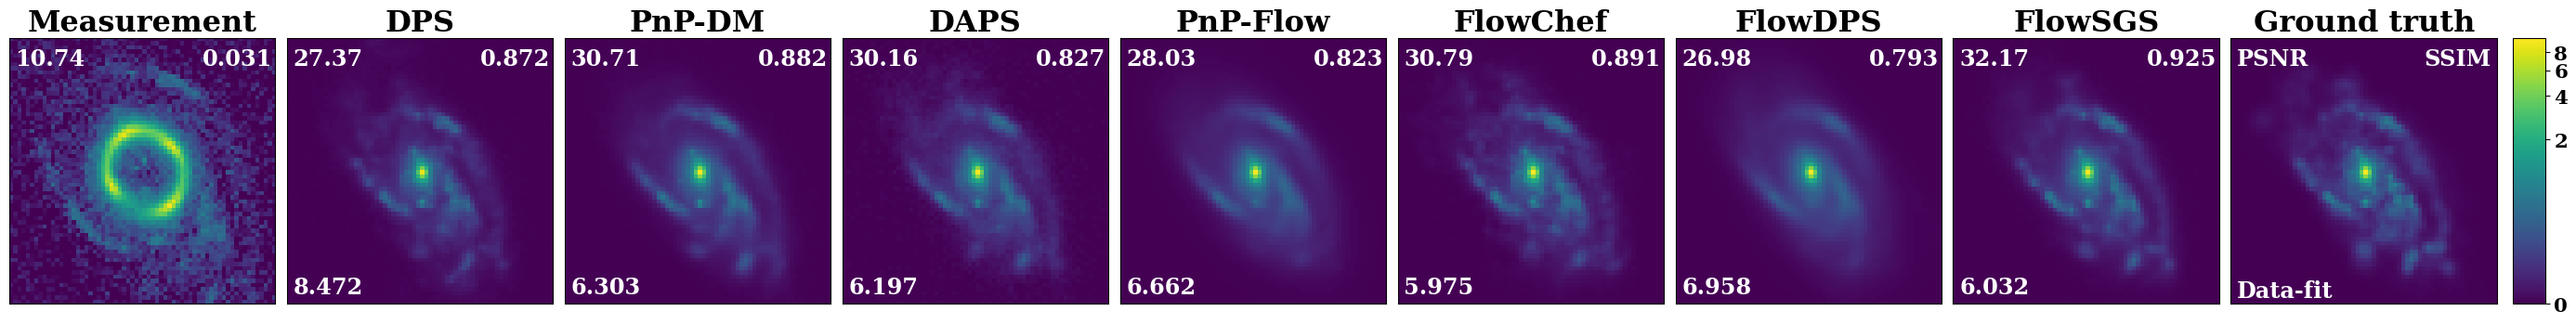 Measurement DPS PnP-DM DAPS PnP-Flow FlowChef FlowDPS FlowSGS Ground truth
10.74 0.031 27.37 0.872 30.71 0.882 30.16 0.827 28.03 0.823 30.79 0.891 26.98 0.793 32.17 0.925 PSNR SSIM
8
6
4
2
8.472 6.303 6.197 6.662 5.975 6.958 6.032 Data-fit
0